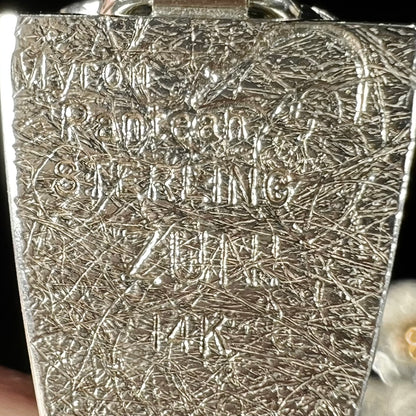 Myron
Panteah
STERLING
ZUNI
14K